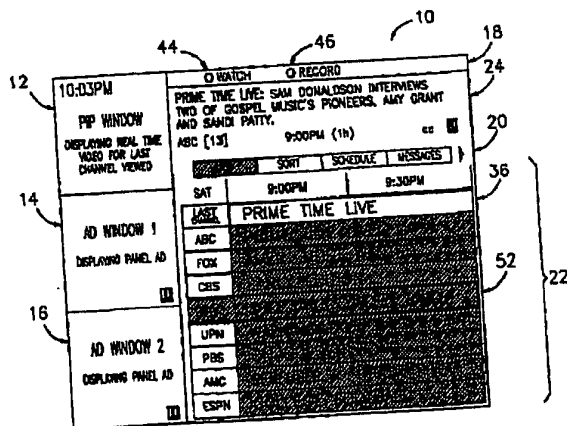 44
46
10
12
18
10:03PM
WATCH
RECORD
24
PIP WINDOW
DISPLAYING REAL TIME
VIDEO FOR LAST
CHANNEL VIEWED
PRIME TIME LIVE: SAM DONALDSON INTERVIEWS
TWO OF GOSPEL MUSIC'S PIONEERS, AMY GRANT
AND SANDI PATTY.
ABC [13]
9:00PM (1h)
cc
20
SORT
SCHEDULE
MESSAGES
14
SAT
9:00PM
9:30PM
36
AD WINDOW 1
DISPLAYING PANEL AD
LAST
PRIME TIME LIVE
ABC
FOX
CBS
52
22
16
AD WINDOW 2
DISPLAYING PANEL AD
UPN
PBS
AMC
ESPN